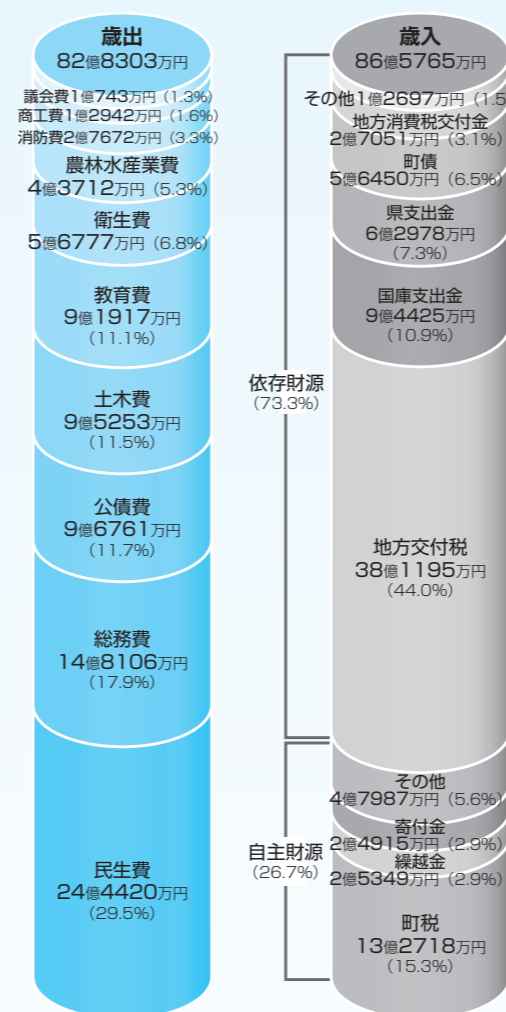 歳出
82億8303万円
議会費1億743万円（1.3%）
商工費1億2942万円（1.6%）
消防費2億7672万円（3.3%）
農林水産業費
4億3712万円（5.3%）
衛生費
5億6777万円（6.8%）
教育費
9億1917万円
（11.1%）
土木費
9億5253万円
（11.5%）
公債費
9億6761万円
（11.7%）
総務費
14億8106万円
（17.9%）
民生費
24億4420万円
（29.5%）
依存財源
（73.3%）
自主財源
（26.7%）
歳入
86億5765万円
その他1億2697万円（1.5
地方消費税交付金
2億7051万円（3.1%）
町債
5億6450万円（6.5%）
県支出金
6億2978万円
（7.3%）
国庫支出金
9億4425万円
（10.9%）
地方交付税
38億1195万円
（44.0%）
その他
4億7987万円（5.6%）
寄付金
2億4915万円（2.9%）
繰越金
2億5349万円（2.9%）
町税
13億2718万円
（15.3%）